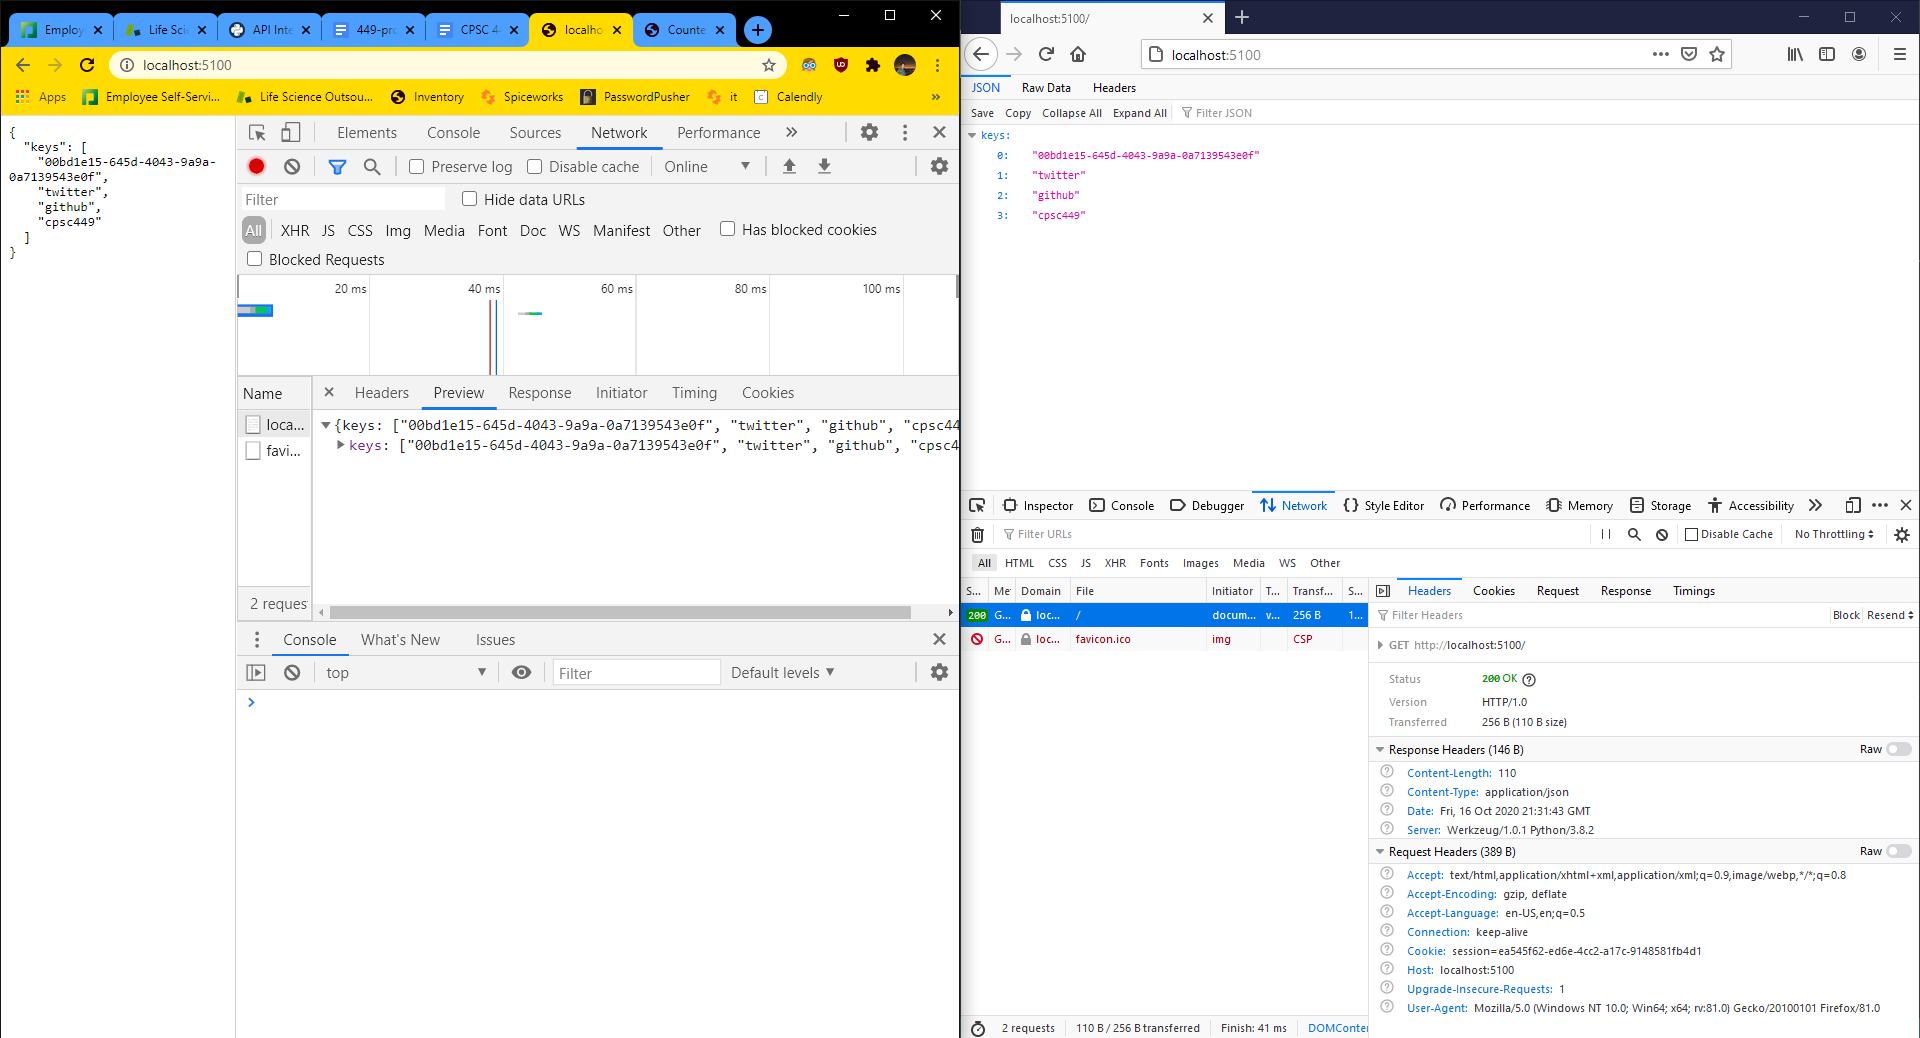 Employ
Life Sci
API Inte
449-pro
CPSC 4
localho
Counte
localhost:5100
Apps
Employee Self-Servi...
Life Science Outsou...
Inventory
Spiceworks
PasswordPusher
it
Calendly
»
{
"keys": [
"00bd1e15-645d-4043-9a9a-
0a7139543e0f",
"twitter",
"github",
"cpsc449"
]
}
Elements Console Sources Network Performance »
Preserve log Disable cache Online
Filter Hide data URLs
All XHR JS CSS Img Media Font Doc WS Manifest Other Has blocked cookies
Blocked Requests
20 ms 40 ms 60 ms 80 ms 100 ms
Name Headers Preview Response Initiator Timing Cookies
loca...
favi...
{keys: ["00bd1e15-645d-4043-9a9a-0a7139543e0f", "twitter", "github", "cpsc44
keys: ["00bd1e15-645d-4043-9a9a-0a7139543e0f", "twitter", "github", "cpsc4
2 reques
Console What's New Issues
top Filter Default levels
localhost:5100/
localhost:5100
JSON Raw Data Headers
Save Copy Collapse All Expand All Filter JSON
keys:
0: "00bd1e15-645d-4043-9a9a-0a7139543e0f"
1: "twitter"
2: "github"
3: "cpsc449"
Inspector Console Debugger Network Style Editor Performance Memory Storage Accessibility
Filter URLs Disable Cache No Throttling
All HTML CSS JS XHR Fonts Images Media WS Other
S... Me Domain File Initiator T... Transf... S...
200 G... loc... / docum... v... 256 B 1...
G... loc... favicon.ico img CSP
Headers Cookies Request Response Timings
Filter Headers Block Resend
GET http://localhost:5100/
Status 200 OK
Version HTTP/1.0
Transferred 256 B (110 B size)
Response Headers (146 B) Raw
Content-Length: 110
Content-Type: application/json
Date: Fri, 16 Oct 2020 21:31:43 GMT
Server: Werkzeug/1.0.1 Python/3.8.2
Request Headers (389 B) Raw
Accept: text/html,application/xhtml+xml,application/xml;q=0.9,image/webp,*/*;q=0.8
Accept-Encoding: gzip, deflate
Accept-Language: en-US,en;q=0.5
Connection: keep-alive
Cookie: session=ea545f62-ed6e-4cc2-a17c-9148581fb4d1
Host: localhost:5100
Upgrade-Insecure-Requests: 1
User-Agent: Mozilla/5.0 (Windows NT 10.0; Win64; x64; rv:81.0) Gecko/20100101 Firefox/81.0
2 requests 110 B / 256 B transferred Finish: 41 ms DOMConter